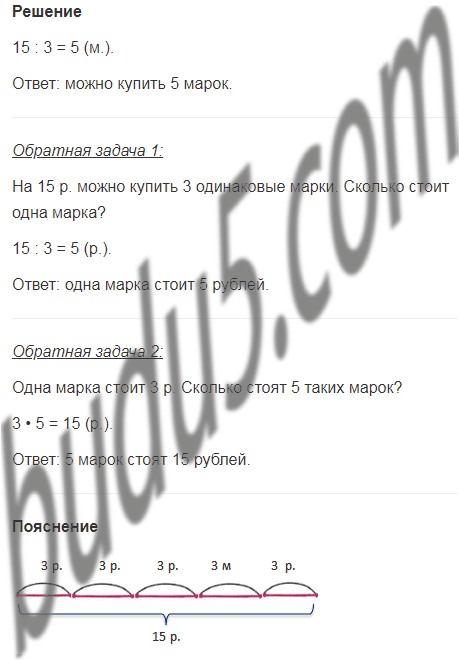 Решение
15 : 3 = 5 (м.).
Ответ: можно купить 5 марок.
Обратная задача 1:
На 15 р. можно купить 3 одинаковые марки. Сколько стоит
одна марка?
15 : 3 = 5 (р.).
Ответ: одна марка стоит 5 рублей.
Обратная задача 2:
Одна марка стоит 3 р. Сколько стоят 5 таких марок?
3 • 5 = 15 (р.).
Ответ: 5 марок стоят 15 рублей.
Пояснение
3 р. 3 р. 3 р. 3 м 3 р.
15 р.
budu5.com